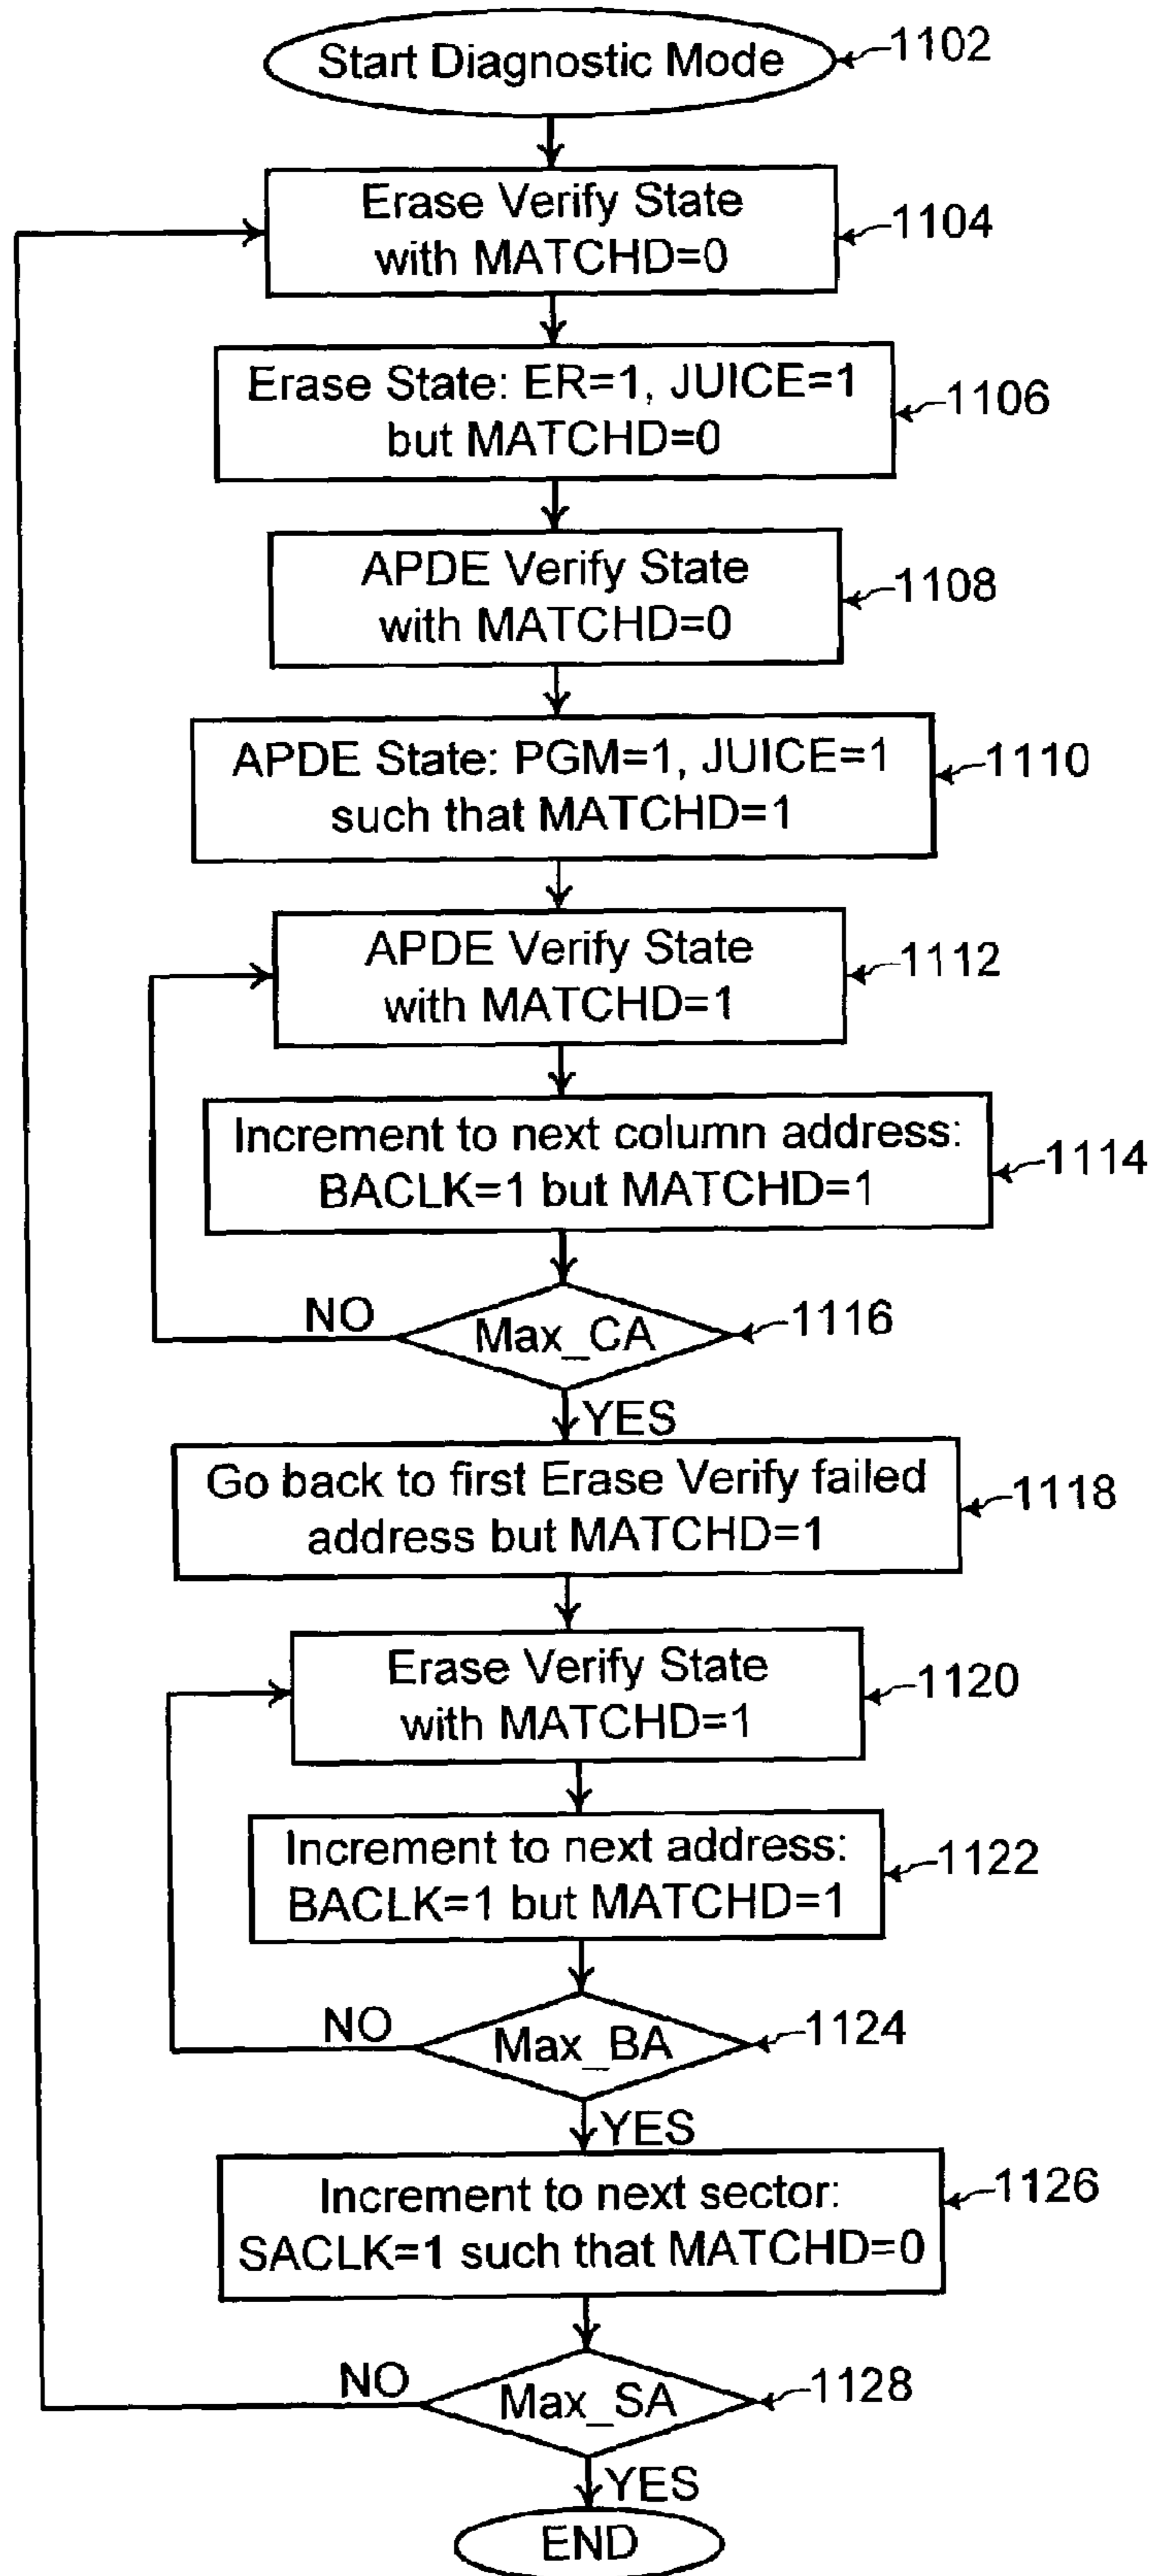 Start Diagnostic Mode
1102
Erase Verify State
with MATCHD=0
1104
Erase State: ER=1, JUICE=1
but MATCHD=0
1106
APDE Verify State
with MATCHD=0
1108
APDE State: PGM=1, JUICE=1
such that MATCHD=1
1110
APDE Verify State
with MATCHD=1
1112
Increment to next column address:
BACLK=1 but MATCHD=1
1114
NO
Max_CA
1116
YES
Go back to first Erase Verify failed
address but MATCHD=1
1118
Erase Verify State
with MATCHD=1
1120
Increment to next address:
BACLK=1 but MATCHD=1
1122
NO
Max_BA
1124
YES
Increment to next sector:
SACLK=1 such that MATCHD=0
1126
NO
Max_SA
1128
YES
END